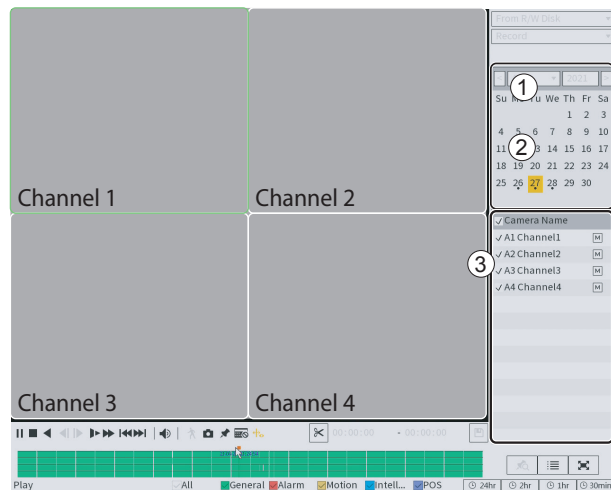 From R/W Disk
Record
1
2021
Su Mo Tu We Th Fr Sa
1 2 3
4 5 6 7 8 9 10
11 13 14 15 16 17
2
18 19 20 21 22 23 24
25 26 27 28 29 30
Channel 1
Channel 2
3
Camera Name
A1 Channel1 M
A2 Channel2 M
A3 Channel3 M
A4 Channel4 M
Channel 3
Channel 4
00:00:00 - 00:00:00
Play
All General Alarm Motion Intell... POS
24hr 2hr 1hr 30min